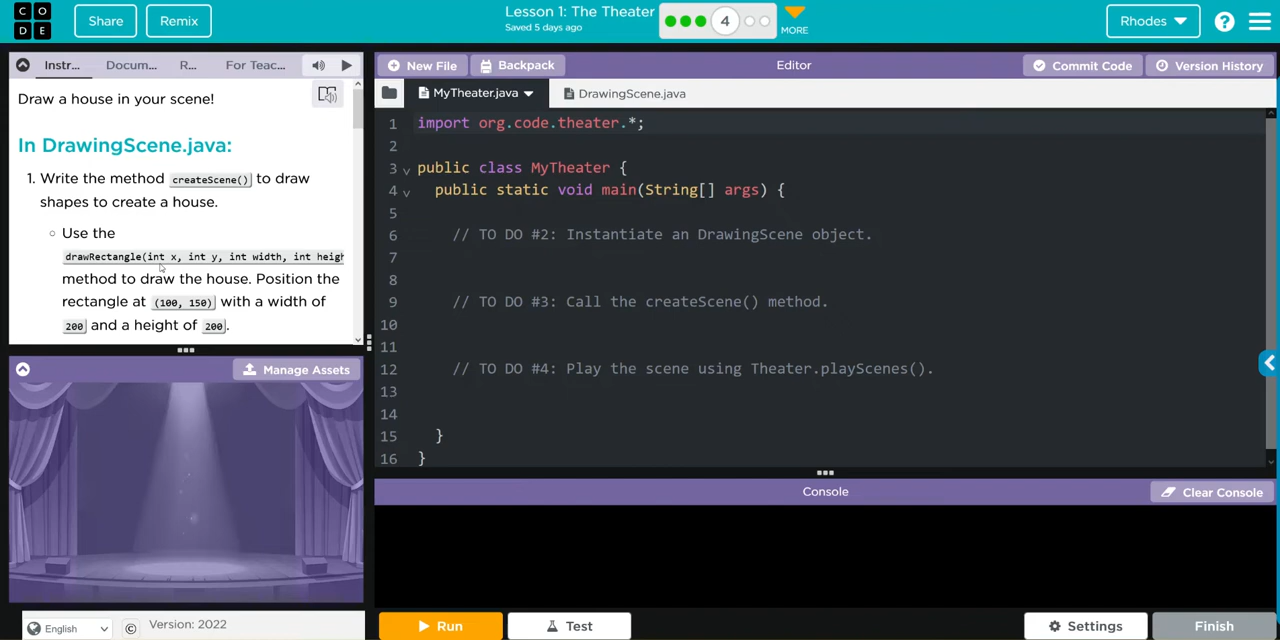 C O
D E
Share
Remix
Lesson 1: The Theater
Saved 5 days ago
4
MORE
Rhodes
?
Instr...
Docum...
R...
For Teac...
Draw a house in your scene!
In DrawingScene.java:
1. Write the method createScene() to draw
shapes to create a house.
Use the
drawRectangle(int x, int y, int width, int heigh
method to draw the house. Position the
rectangle at (100, 150) with a width of
200 and a height of 200.
Manage Assets
English
©
Version: 2022
New File
Backpack
Editor
Commit Code
Version History
MyTheater.java
DrawingScene.java
1 import org.code.theater.*;
2
3 public class MyTheater {
4 public static void main(String[] args) {
5
6 // TO DO #2: Instantiate an DrawingScene object.
7
8
9 // TO DO #3: Call the createScene() method.
10
11
12 // TO DO #4: Play the scene using Theater.playScenes().
13
14
15 }
16 }
Console
Clear Console
Run
Test
Settings
Finish